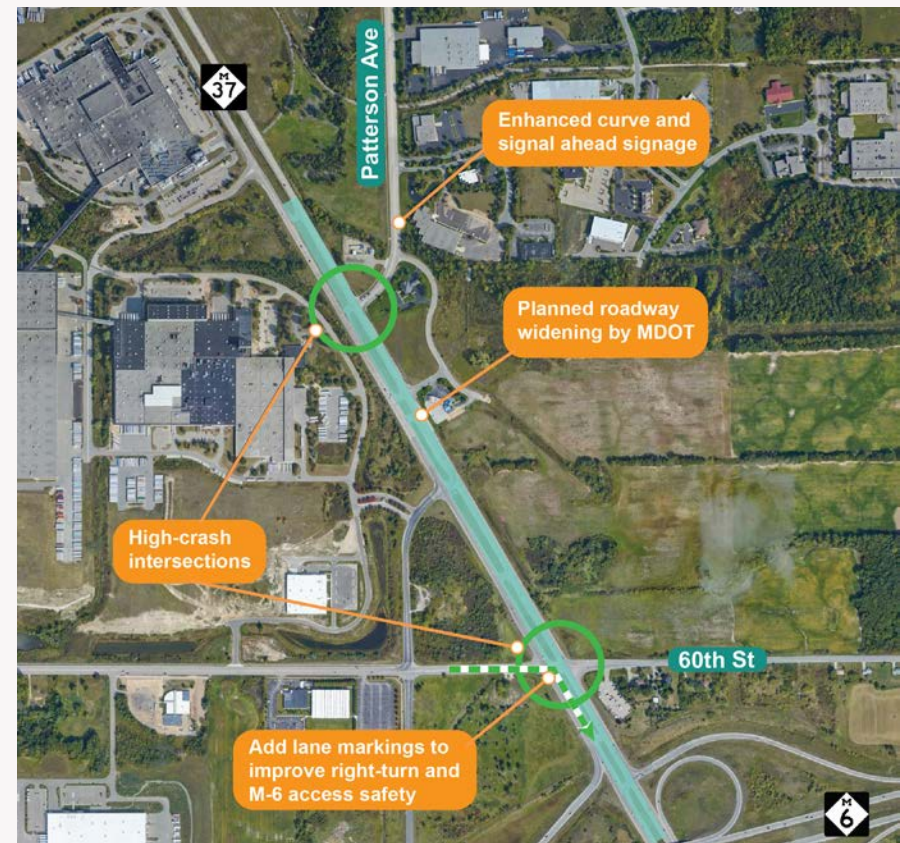 M
37
Patterson Ave
Enhanced curve and
signal ahead signage
Planned roadway
widening by MDOT
High-crash
intersections
60th St
Add lane markings to
improve right-turn and
M-6 access safety
M
6